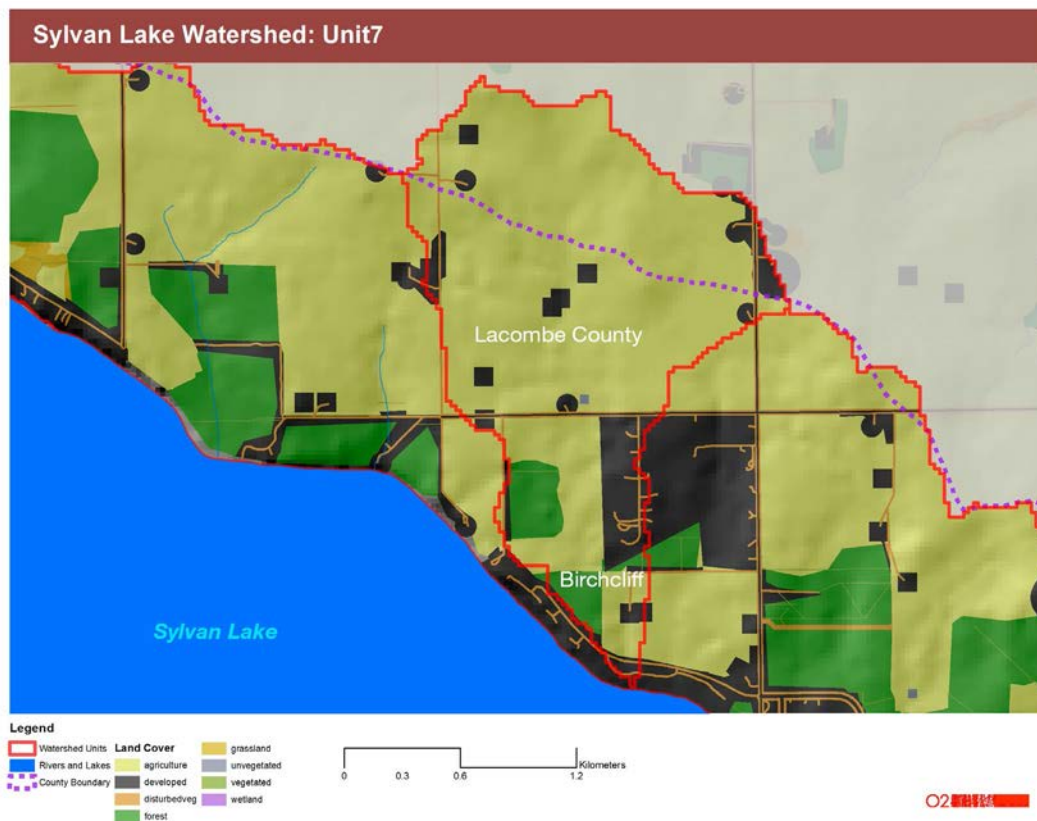 Sylvan Lake Watershed: Unit7
Lacombe County
Birchcliff
Sylvan Lake
Legend
Watershed Units
Rivers and Lakes
County Boundary
Land Cover
agriculture
developed
disturbedveg
forest
grassland
unvegetated
vegetated
wetland
Kilometers
0 0.3 0.6 1.2
O2